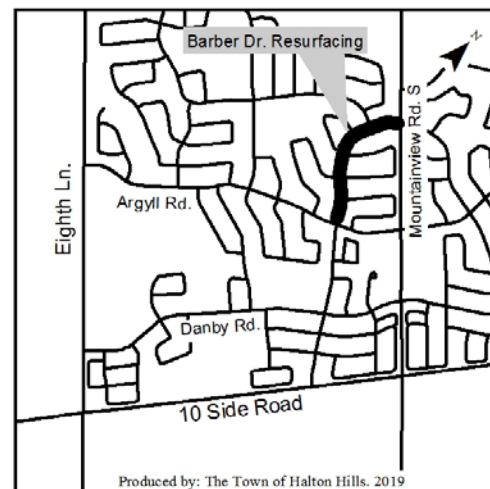 Barber Dr. Resurfacing
N
Mountainview Rd. S
Eighth Ln.
Argyll Rd.
Danby Rd.
10 Side Road
Produced by: The Town of Halton Hills. 2019